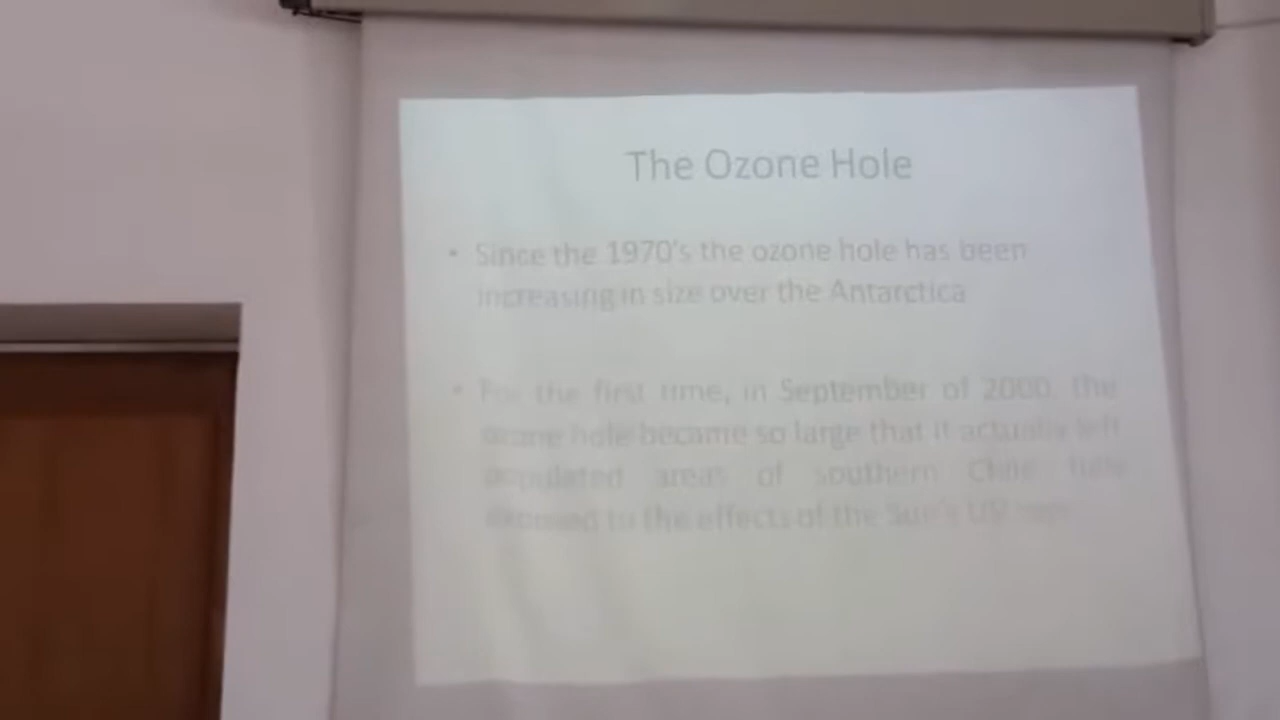 The Ozone Hole
• Since the 1970's the ozone hole has been
increasing in size over the Antarctica
• For the first time, in September of 2000, the
ozone hole became so large that it actually left
populated areas of southern Chile
exposed to the effects of the Sun's UV rays